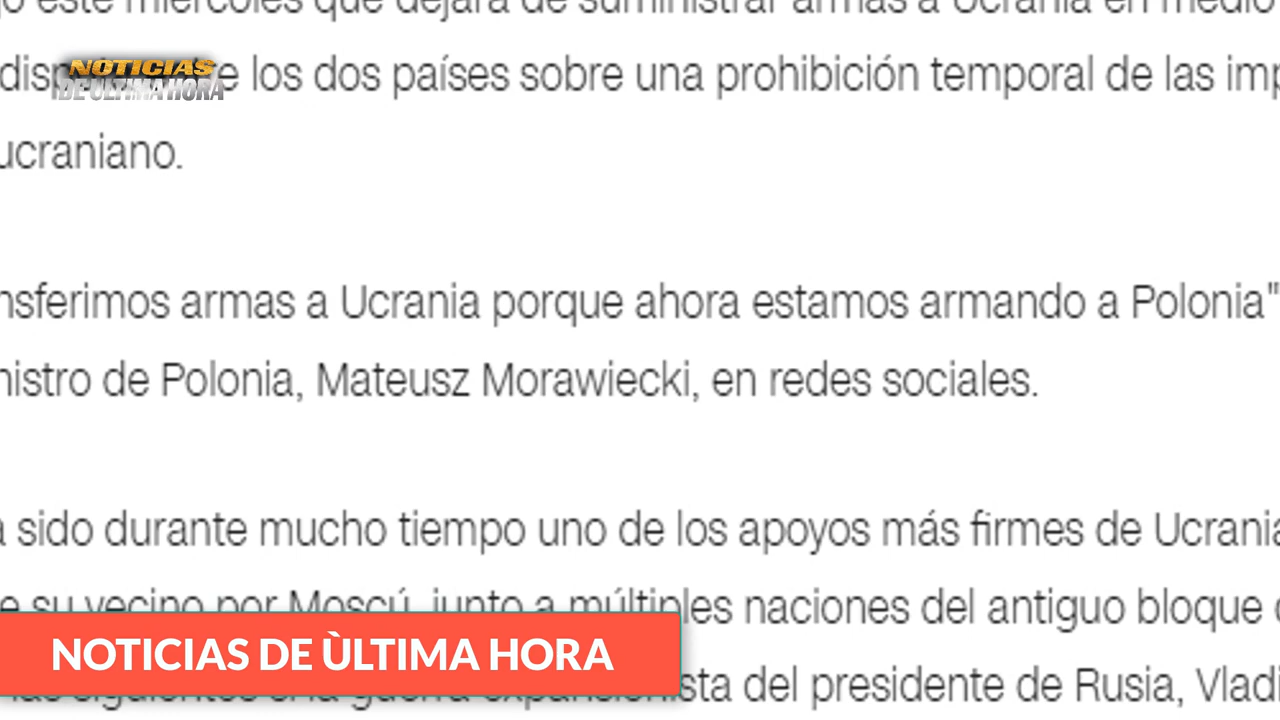 este miércoles que dejará de suministrar armas a Ucrania en medio
NOTICIAS
DE ÚLTIMA HORA
los dos países sobre una prohibición temporal de las imp
ucraniano.
nsferimos armas a Ucrania porque ahora estamos armando a Polonia"
nistro de Polonia, Mateusz Morawiecki, en redes sociales.
a sido durante mucho tiempo uno de los apoyos más firmes de Ucrania
e su vecino por Moscú, junto a múltiples naciones del antiguo bloque
NOTICIAS DE ÙLTIMA HORA
sta del presidente de Rusia, Vladi